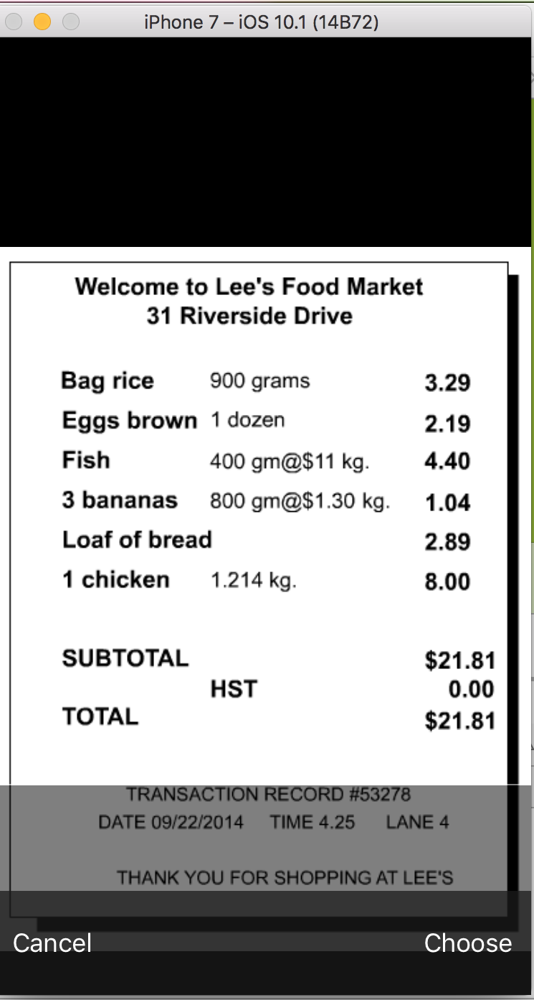 iPhone 7 – iOS 10.1 (14B72)
Welcome to Lee's Food Market
31 Riverside Drive
Bag rice 900 grams 3.29
Eggs brown 1 dozen 2.19
Fish 400 gm@$11 kg. 4.40
3 bananas 800 gm@$1.30 kg. 1.04
Loaf of bread 2.89
1 chicken 1.214 kg. 8.00
SUBTOTAL $21.81
HST 0.00
TOTAL $21.81
TRANSACTION RECORD #53278
DATE 09/22/2014 TIME 4.25 LANE 4
THANK YOU FOR SHOPPING AT LEE'S
Cancel Choose